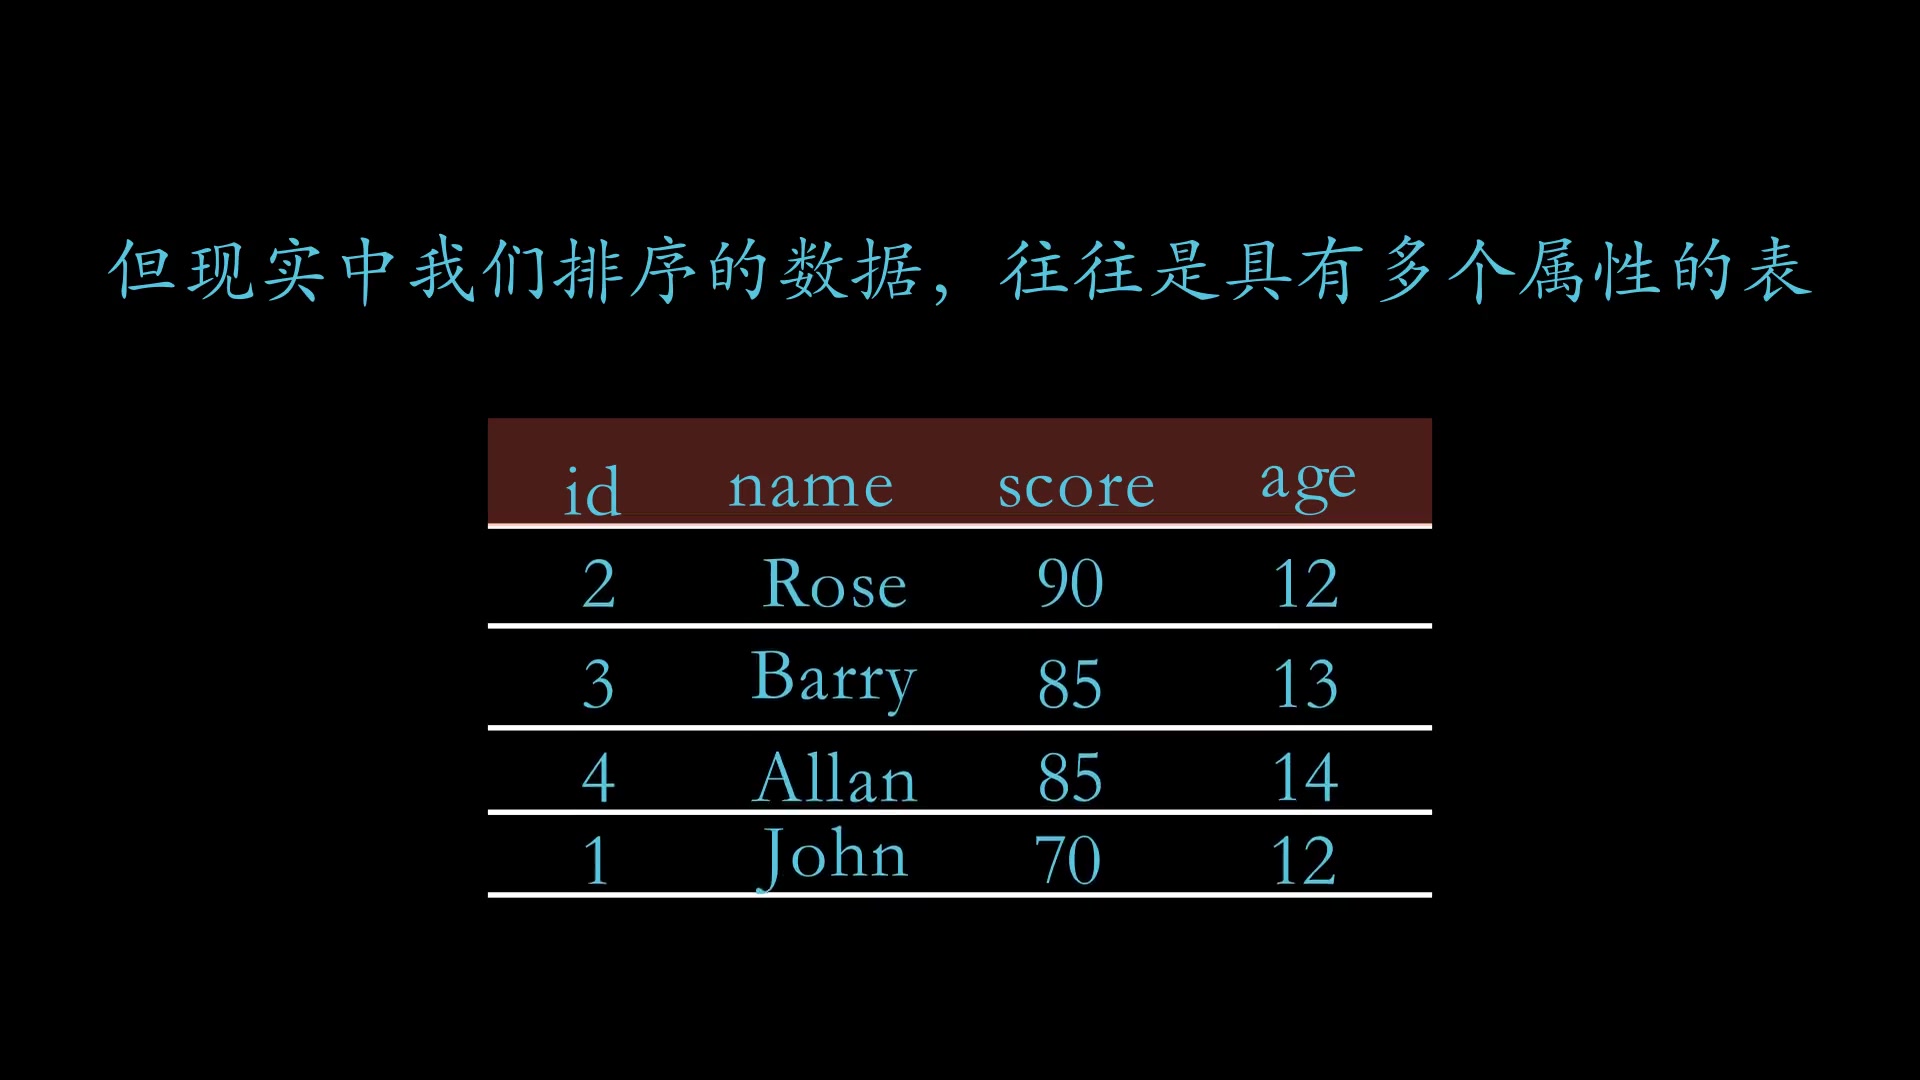 但现实中我们排序的数据，往往是具有多个属性的表
id name score age
2 Rose 90 12
3 Barry 85 13
4 Allan 85 14
1 John 70 12